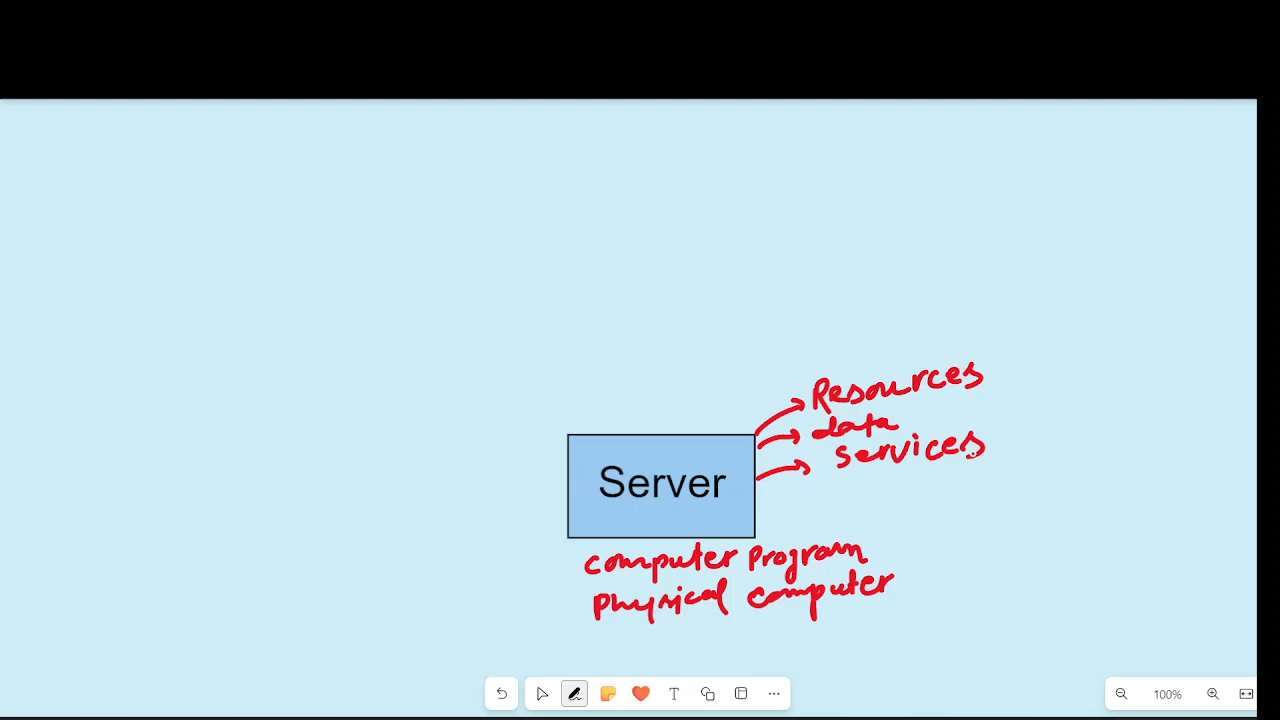 Resources
data
services
Server
computer program
physical computer
100%